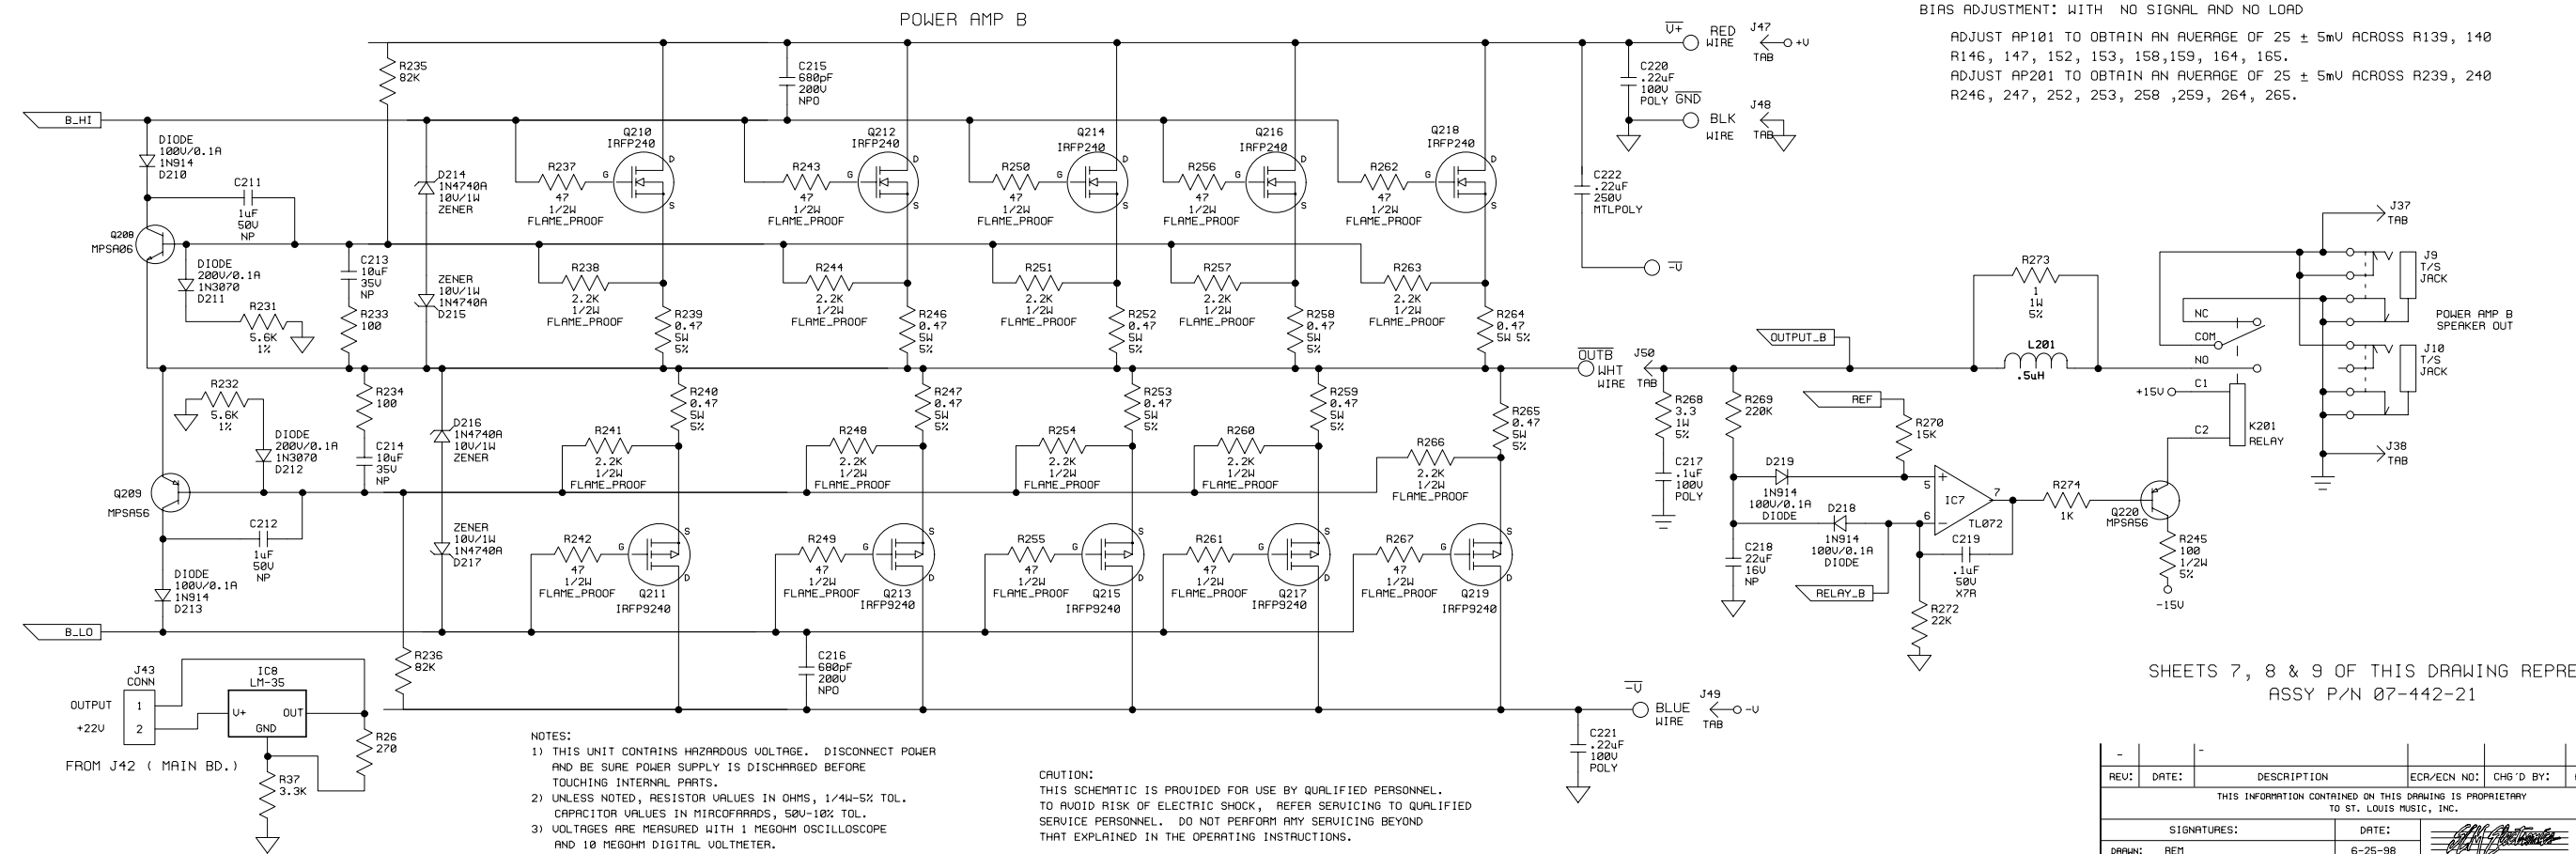 POWER AMP B
BIAS ADJUSTMENT: WITH NO SIGNAL AND NO LOAD
ADJUST AP101 TO OBTAIN AN AVERAGE OF 25 ± 5mV ACROSS R139, 140
R146, 147, 152, 153, 158,159, 164, 165.
ADJUST AP201 TO OBTAIN AN AVERAGE OF 25 ± 5mV ACROSS R239, 240
R246, 247, 252, 253, 258 ,259, 264, 265.
V+
RED
WIRE
J47
+V
TAB
R235
82K
C215
680pF
200V
NPO
C220
.22uF
100V
POLY
GND
BLK
WIRE
J48
TAB
B_HI
DIODE
100V/0.1A
1N914
D210
C211
1uF
50V
NP
Q208
MPSA06
DIODE
200V/0.1A
1N3070
D211
R231
5.6K
1%
C213
10uF
35V
NP
R233
100
D214
1N4740A
10V/1W
ZENER
ZENER
10V/1W
1N4740A
D215
Q210
IRFP240
R237
47
1/2W
FLAME_PROOF
G
D
S
R238
2.2K
1/2W
FLAME_PROOF
R239
0.47
5W
5%
Q212
IRFP240
R243
47
1/2W
FLAME_PROOF
G
D
S
R244
2.2K
1/2W
FLAME_PROOF
R246
0.47
5W
5%
Q214
IRFP240
R250
47
1/2W
FLAME_PROOF
G
D
S
R251
2.2K
1/2W
FLAME_PROOF
R252
0.47
5W
5%
Q216
IRFP240
R256
47
1/2W
FLAME_PROOF
G
D
S
R257
2.2K
1/2W
FLAME_PROOF
R258
0.47
5W
5%
Q218
IRFP240
R262
47
1/2W
FLAME_PROOF
G
D
S
R263
2.2K
1/2W
FLAME_PROOF
R264
0.47
5W 5%
C222
.22uF
250V
MTLPOLY
-V
J37
TAB
J9
T/S
JACK
R273
1
1W
5%
NC
COM
NO
POWER AMP B
SPEAKER OUT
OUTPUT_B
L201
.5uH
J10
T/S
JACK
OUTB
WHT
WIRE
J50
TAB
R232
5.6K
1%
DIODE
200V/0.1A
1N3070
D212
R234
100
C214
10uF
35V
NP
Q209
MPSA56
C212
1uF
50V
NP
DIODE
100V/0.1A
1N914
D213
D216
1N4740A
10V/1W
ZENER
ZENER
10V/1W
1N4740A
D217
R240
0.47
5W
5%
R241
2.2K
1/2W
FLAME_PROOF
R242
47
1/2W
FLAME_PROOF
G
S
D
Q211
IRFP9240
R247
0.47
5W
5%
R248
2.2K
1/2W
FLAME_PROOF
R249
47
1/2W
FLAME_PROOF
G
S
D
Q213
IRFP9240
R253
0.47
5W
5%
R254
2.2K
1/2W
FLAME_PROOF
R255
47
1/2W
FLAME_PROOF
G
S
D
Q215
IRFP9240
R259
0.47
5W
5%
R260
2.2K
1/2W
FLAME_PROOF
R261
47
1/2W
FLAME_PROOF
G
S
D
Q217
IRFP9240
R265
0.47
5W
5%
R266
2.2K
1/2W
FLAME_PROOF
R267
47
1/2W
FLAME_PROOF
G
S
D
Q219
IRFP9240
R268
3.3
1W
5%
C217
.1uF
100V
POLY
R269
220K
REF
R270
15K
D219
1N914
100V/0.1A
DIODE
D218
1N914
100V/0.1A
DIODE
C218
22uF
16V
NP
RELAY_B
5
+
6
-
7
IC7
TL072
C219
.1uF
50V
X7R
R272
22K
R274
1K
Q220
MPSA56
R245
100
1/2W
5%
-15V
+15V
C1
C2
K201
RELAY
J38
TAB
B_LO
R236
82K
C216
680pF
200V
NPO
-V
BLUE
WIRE
J49
-V
TAB
C221
.22uF
100V
POLY
J43
CONN
OUTPUT
1
+22V
2
FROM J42 ( MAIN BD.)
IC8
LM-35
V+
OUT
GND
R26
270
R37
3.3K
NOTES:
1) THIS UNIT CONTAINS HAZARDOUS VOLTAGE. DISCONNECT POWER
AND BE SURE POWER SUPPLY IS DISCHARGED BEFORE
TOUCHING INTERNAL PARTS.
2) UNLESS NOTED, RESISTOR VALUES IN OHMS, 1/4W-5% TOL.
CAPACITOR VALUES IN MIRCOFARADS, 50V-10% TOL.
3) VOLTAGES ARE MEASURED WITH 1 MEGOHM OSCILLOSCOPE
AND 10 MEGOHM DIGITAL VOLTMETER.
CAUTION:
THIS SCHEMATIC IS PROVIDED FOR USE BY QUALIFIED PERSONNEL.
TO AVOID RISK OF ELECTRIC SHOCK, REFER SERVICING TO QUALIFIED
SERVICE PERSONNEL. DO NOT PERFORM AMY SERVICING BEYOND
THAT EXPLAINED IN THE OPERATING INSTRUCTIONS.
SHEETS 7, 8 & 9 OF THIS DRAWING REPRE
ASSY P/N 07-442-21
- -
REV: DATE: DESCRIPTION ECR/ECN NO: CHG'D BY:
THIS INFORMATION CONTAINED ON THIS DRAWING IS PROPRIETARY
TO ST. LOUIS MUSIC, INC.
SIGNATURES: DATE:
SLM Electronics
DRAWN: REM 6-25-98